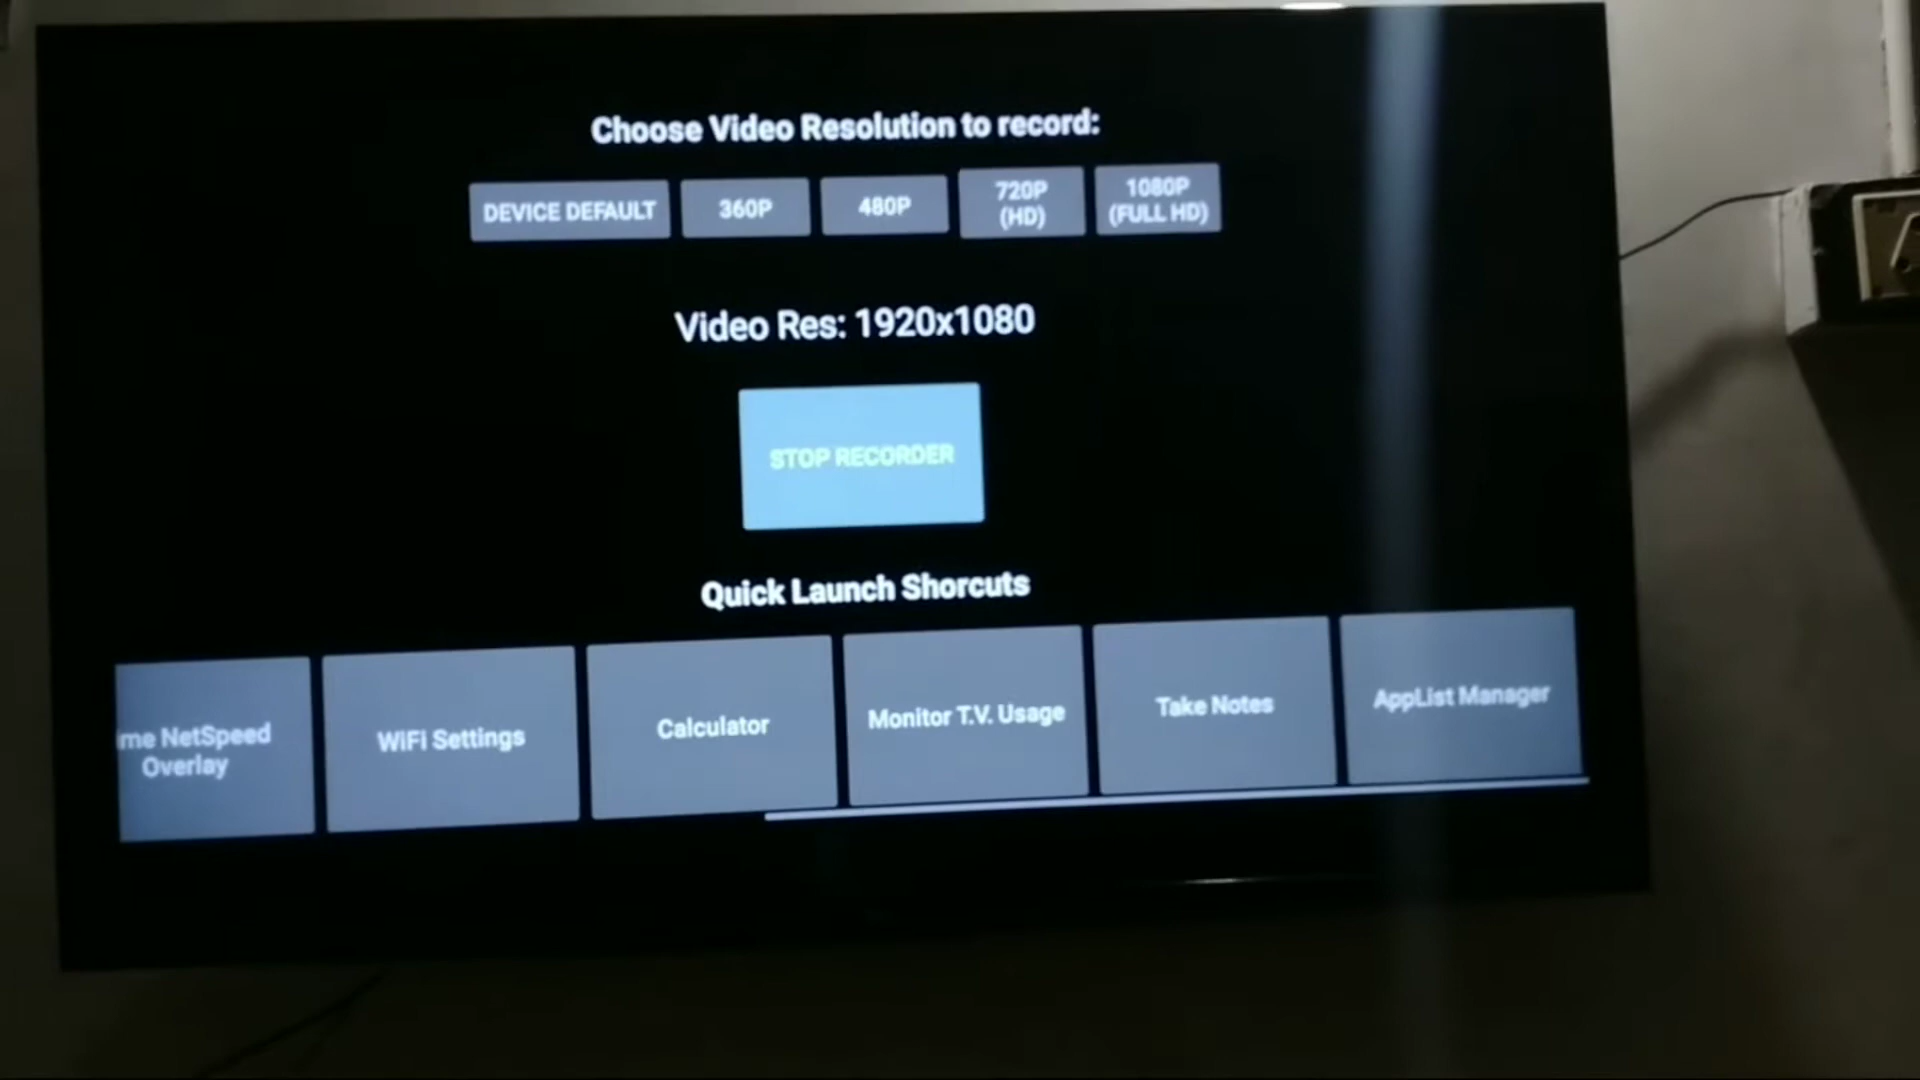 Choose Video Resolution to record:
DEVICE DEFAULT
360P
480P
720P
(HD)
1080P
(FULL HD)
Video Res: 1920x1080
STOP RECORDER
Quick Launch Shorcuts
me NetSpeed
Overlay
WiFi Settings
Calculator
Monitor T.V. Usage
Take Notes
AppList Manager